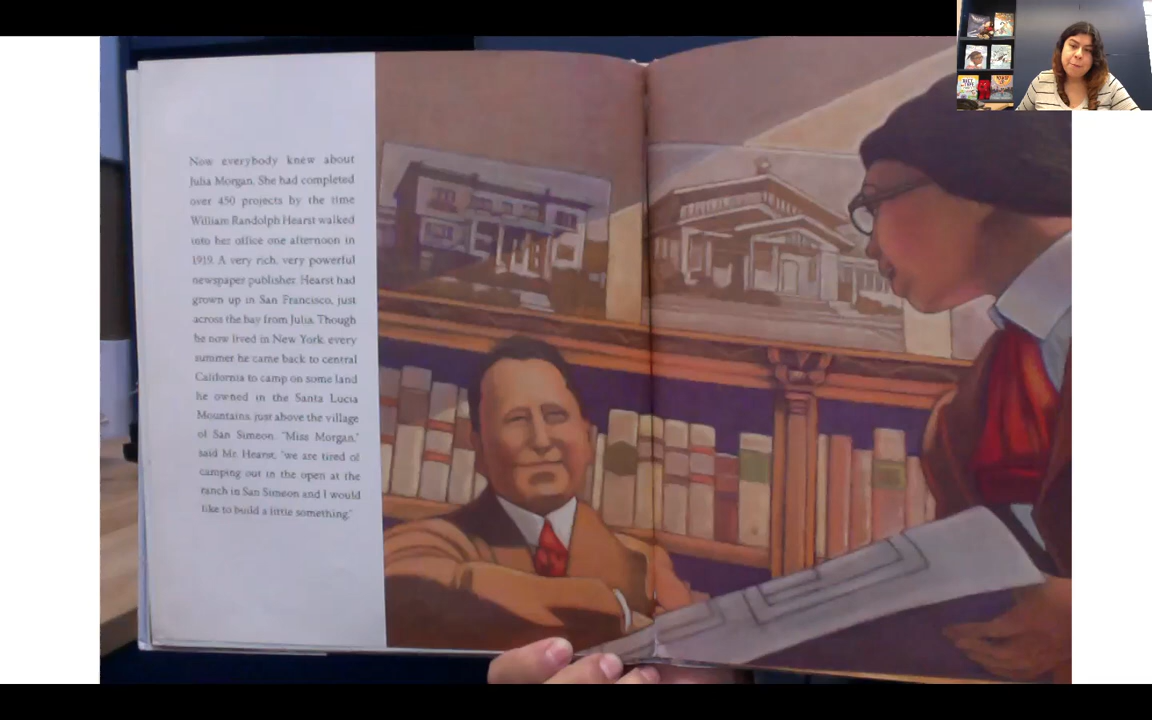 Now everybody knew about
Julia Morgan. She had completed
over 450 projects by the time
William Randolph Hearst walked
into her office one afternoon in
1919. A very rich, very powerful
newspaper publisher, Hearst had
grown up in San Francisco, just
across the bay from Julia. Though
he now lived in New York, every
summer he came back to central
California to camp on some land
he owned in the Santa Lucia
Mountains, just above the village
of San Simeon. "Miss Morgan,"
said Mr. Hearst, "we are tired of
camping out in the open at the
ranch in San Simeon and I would
like to build a little something."